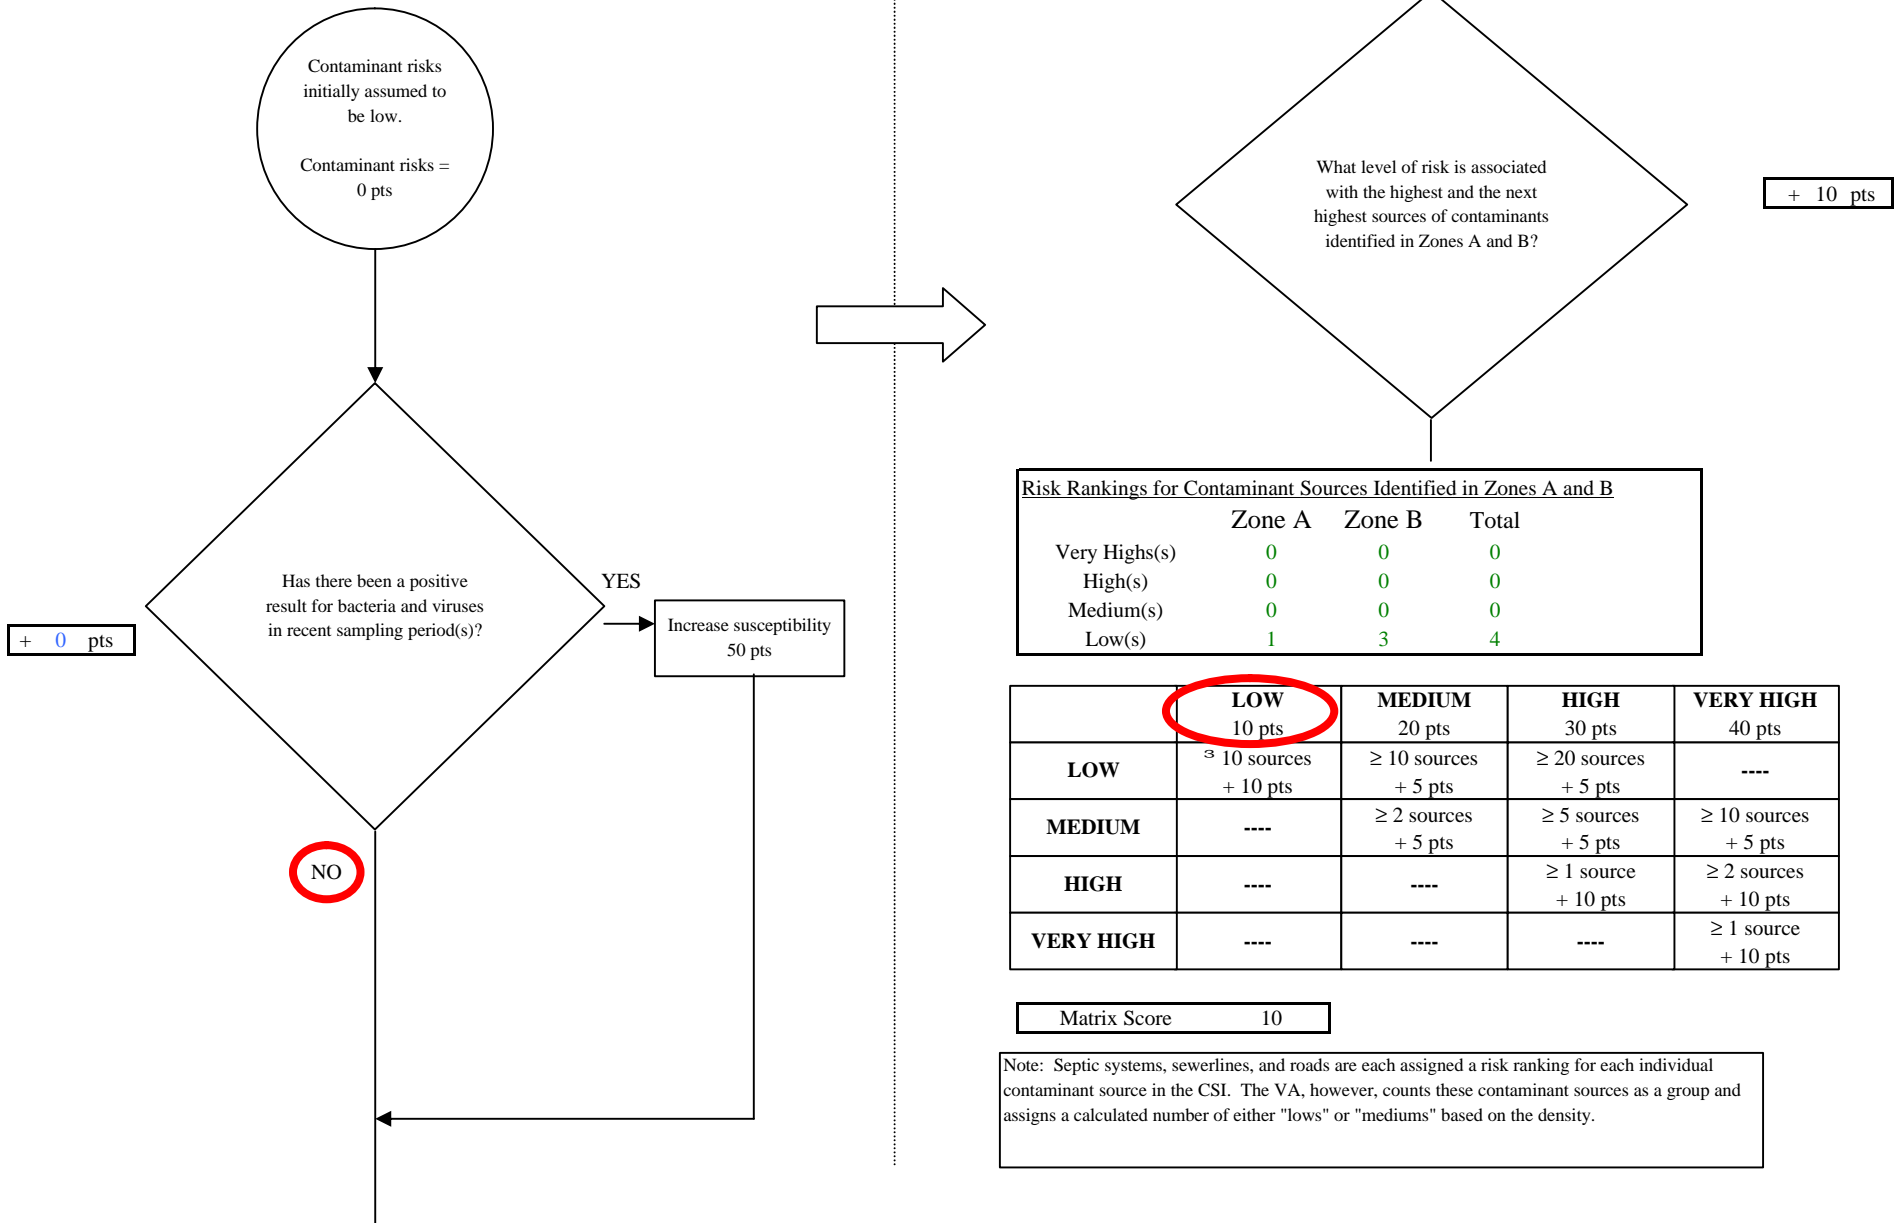 Contaminant risks
initially assumed to
be low.
Contaminant risks =
0 pts
Has there been a positive
result for bacteria and viruses
in recent sampling period(s)?
+ 0 pts
YES
Increase susceptibility
50 pts
NO
What level of risk is associated
with the highest and the next
highest sources of contaminants
identified in Zones A and B?
+ 10 pts
Risk Rankings for Contaminant Sources Identified in Zones A and B
Zone A Zone B Total
Very Highs(s) 0 0 0
High(s) 0 0 0
Medium(s) 0 0 0
Low(s) 1 3 4
LOW MEDIUM HIGH VERY HIGH
10 pts 20 pts 30 pts 40 pts
LOW ³ 10 sources ≥ 10 sources ≥ 20 sources ----
+ 10 pts + 5 pts + 5 pts
MEDIUM ---- ≥ 2 sources ≥ 5 sources ≥ 10 sources
+ 5 pts + 5 pts + 5 pts
HIGH ---- ---- ≥ 1 source ≥ 2 sources
+ 10 pts + 10 pts
VERY HIGH ---- ---- ---- ≥ 1 source
+ 10 pts
Matrix Score 10
Note: Septic systems, sewerlines, and roads are each assigned a risk ranking for each individual
contaminant source in the CSI. The VA, however, counts these contaminant sources as a group and
assigns a calculated number of either "lows" or "mediums" based on the density.